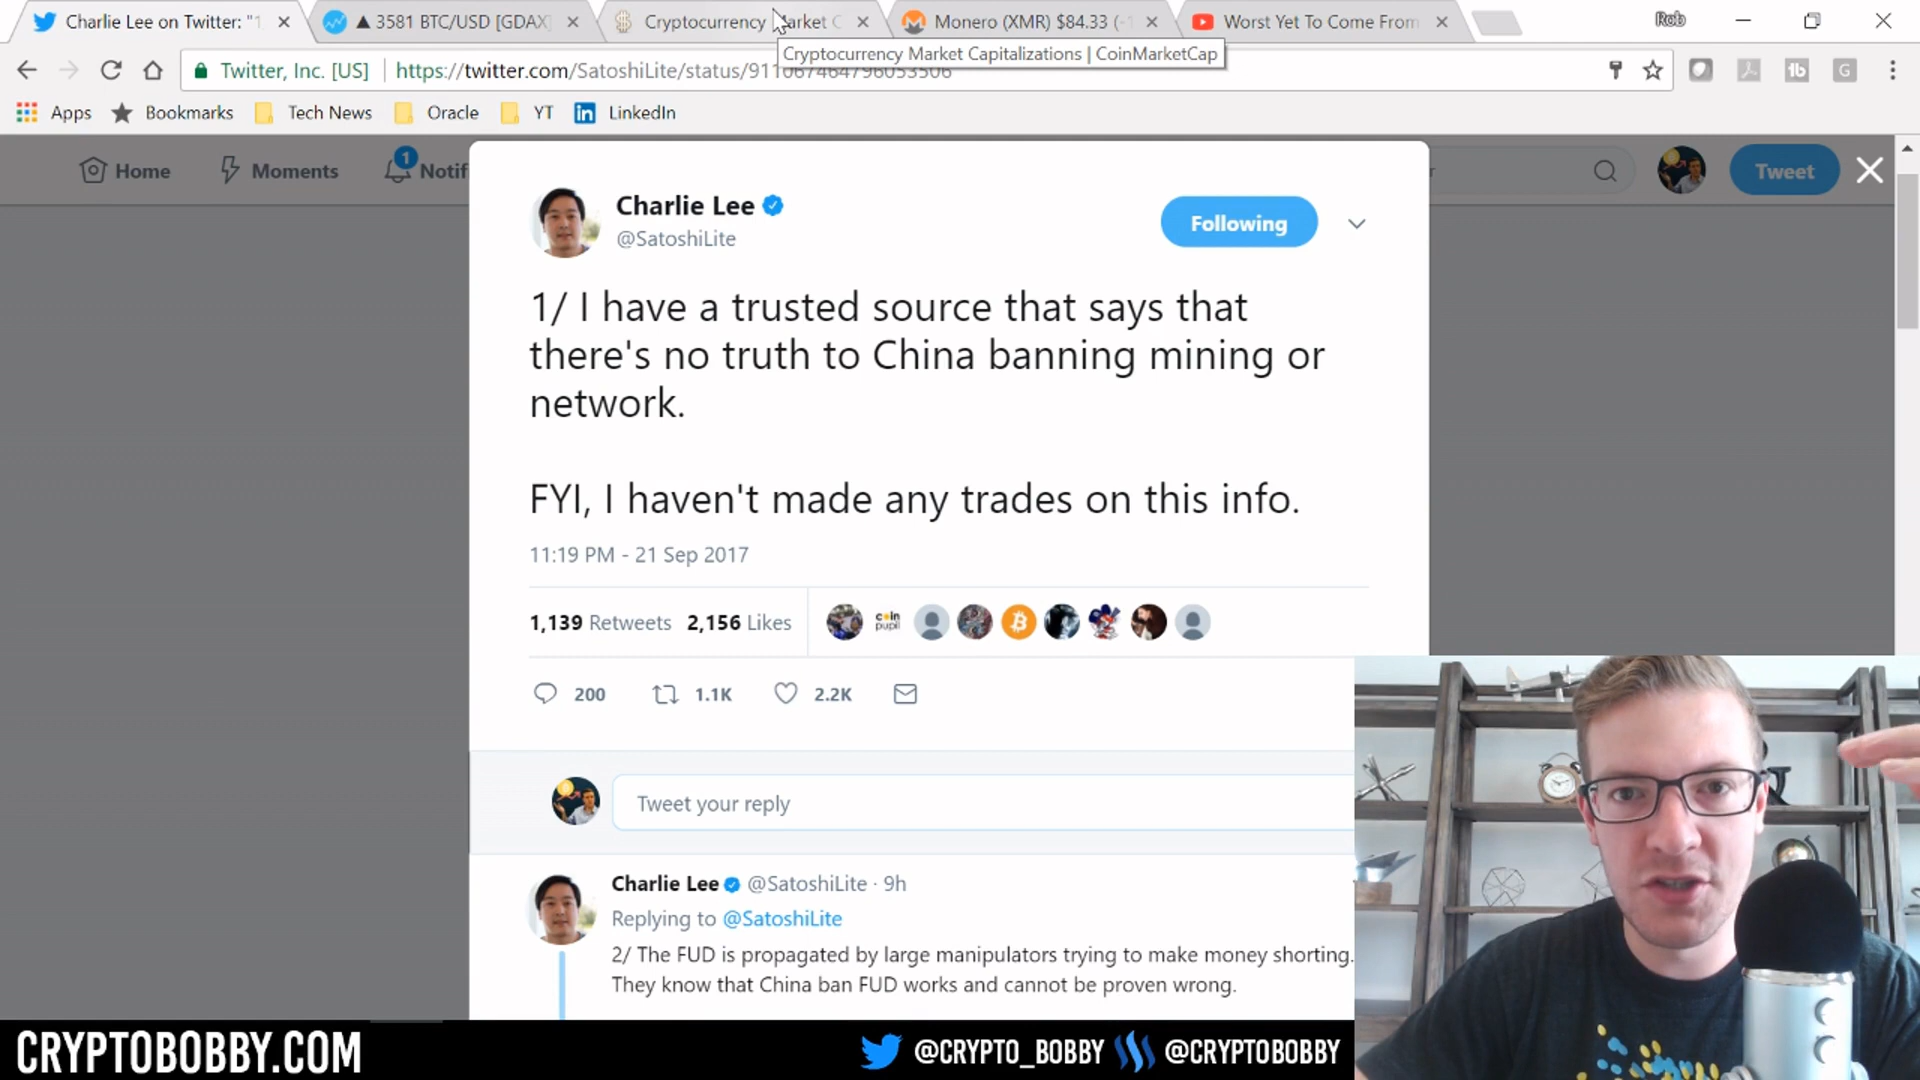 Charlie Lee on Twitter: "1
▲ 3581 BTC/USD [GDAX]
Cryptocurrency Market C
Monero (XMR) $84.33 (-1
Worst Yet To Come From
Rob
Cryptocurrency Market Capitalizations | CoinMarketCap
Twitter, Inc. [US]
https://twitter.com/SatoshiLite/status/911067464796053506
Apps
Bookmarks
Tech News
Oracle
YT
LinkedIn
Home
Moments
1
Notif
Tweet
Charlie Lee
@SatoshiLite
Following
1/ I have a trusted source that says that
there's no truth to China banning mining or
network.
FYI, I haven't made any trades on this info.
11:19 PM - 21 Sep 2017
1,139 Retweets 2,156 Likes
coin
pupil
200
1.1K
2.2K
Tweet your reply
Charlie Lee @SatoshiLite · 9h
Replying to @SatoshiLite
2/ The FUD is propagated by large manipulators trying to make money shorting.
They know that China ban FUD works and cannot be proven wrong.
CRYPTOBOBBY.COM
@CRYPTO_BOBBY
@CRYPTOBOBBY